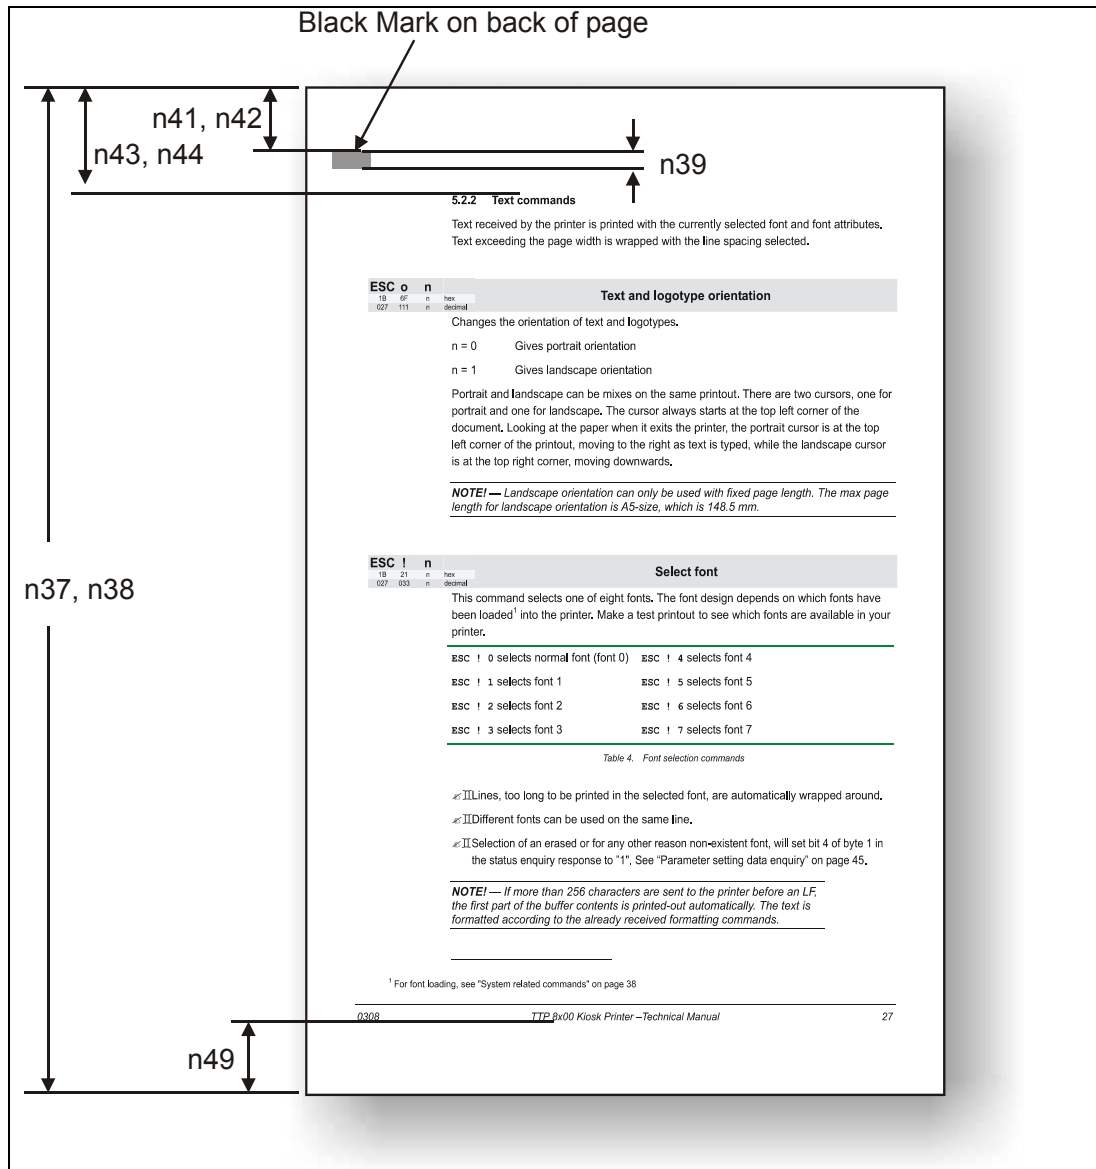 Black Mark on back of page
n41, n42
n43, n44
n39
5.2.2 Text commands
Text received by the printer is printed with the currently selected font and font attributes.
Text exceeding the page width is wrapped with the line spacing selected.
ESC o n
1B 6F n hex
027 111 n decimal
Text and logotype orientation
Changes the orientation of text and logotypes.
n = 0 Gives portrait orientation
n = 1 Gives landscape orientation
Portrait and landscape can be mixes on the same printout. There are two cursors, one for
portrait and one for landscape. The cursor always starts at the top left corner of the
document. Looking at the paper when it exits the printer, the portrait cursor is at the top
left corner of the printout, moving to the right as text is typed, while the landscape cursor
is at the top right corner, moving downwards.
NOTE! — Landscape orientation can only be used with fixed page length. The max page
length for landscape orientation is A5-size, which is 148.5 mm.
ESC ! n
1B 21 n hex
027 033 n decimal
Select font
n37, n38
This command selects one of eight fonts. The font design depends on which fonts have
been loaded¹ into the printer. Make a test printout to see which fonts are available in your
printer.
ESC ! 0 selects normal font (font 0) ESC ! 4 selects font 4
ESC ! 1 selects font 1 ESC ! 5 selects font 5
ESC ! 2 selects font 2 ESC ! 6 selects font 6
ESC ! 3 selects font 3 ESC ! 7 selects font 7
Table 4. Font selection commands
Lines, too long to be printed in the selected font, are automatically wrapped around.
Different fonts can be used on the same line.
Selection of an erased or for any other reason non-existent font, will set bit 4 of byte 1 in
the status enquiry response to "1". See “Parameter setting data enquiry” on page 45.
NOTE! — If more than 256 characters are sent to the printer before an LF,
the first part of the buffer contents is printed-out automatically. The text is
formatted according to the already received formatting commands.
¹ For font loading, see "System related commands" on page 38
0308 TTP 8x00 Kiosk Printer –Technical Manual 27
n49